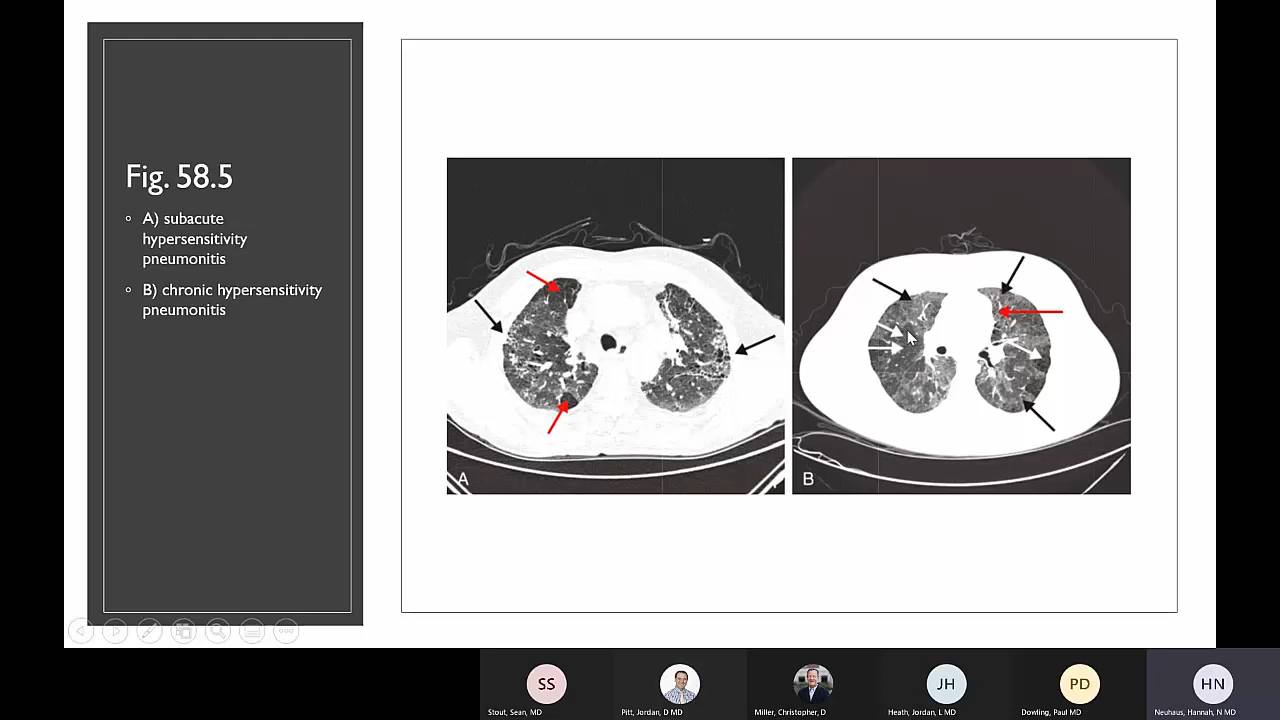 Fig. 58.5
A) subacute
hypersensitivity
pneumonitis
B) chronic hypersensitivity
pneumonitis
A
B
SS
JH
PD
HN
Stout, Sean, MD
Pitt, Jordan, D MD
Miller, Christopher, D
Heath, Jordan, L MD
Dowling, Paul MD
Neuhaus, Hannah, N MD